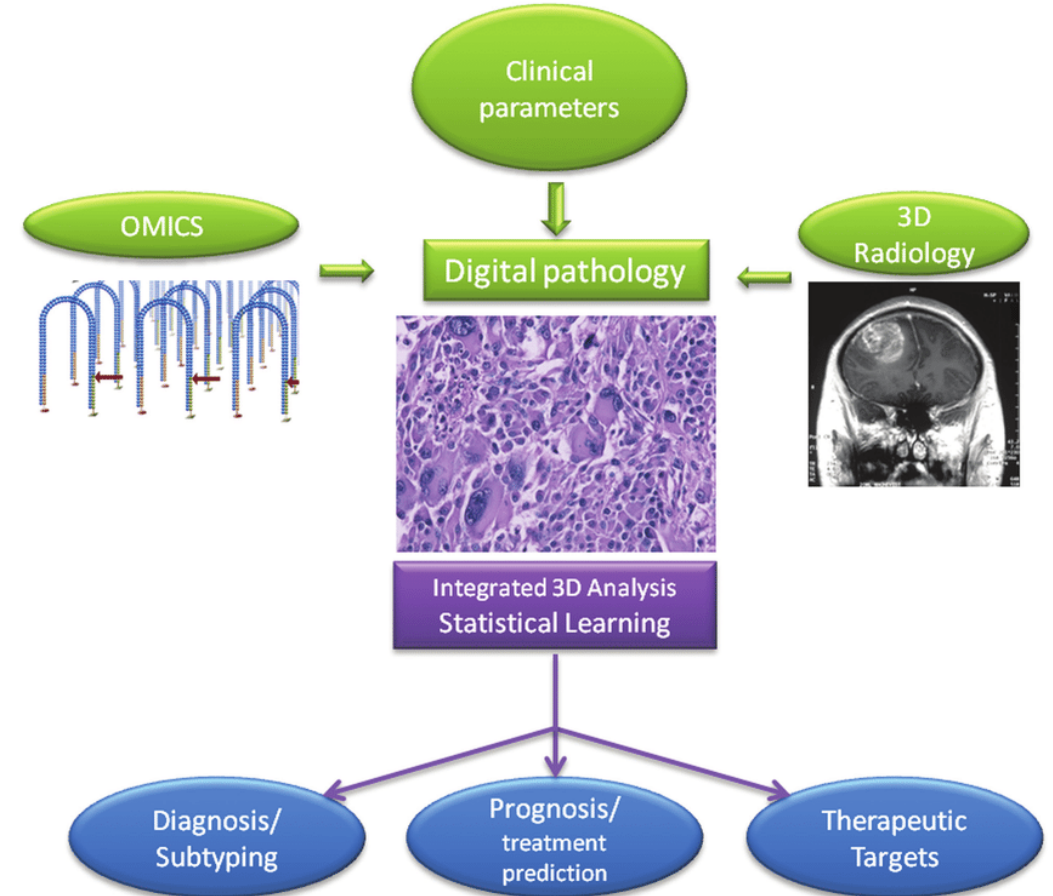 Clinical
parameters
OMICS
3D
Radiology
Digital pathology
Integrated 3D Analysis
Statistical Learning
Diagnosis/
Subtyping
Prognosis/
treatment
prediction
Therapeutic
Targets